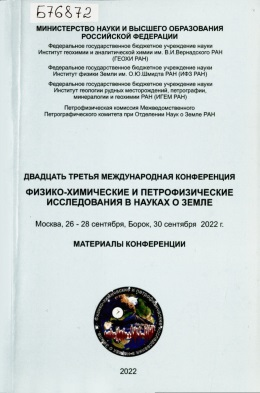 Б76872
МИНИСТЕРСТВО НАУКИ И ВЫСШЕГО ОБРАЗОВАНИЯ
РОССИЙСКОЙ ФЕДЕРАЦИИ
Федеральное государственное бюджетное учреждение науки
Институт геохимии и аналитической химии им. В.И.Вернадского РАН
(ГЕОХИ РАН)
Федеральное государственное бюджетное учреждение науки
Институт физики Земли им. О.Ю.Шмидта РАН (ИФЗ РАН)
Федеральное государственное бюджетное учреждение науки
Институт геологии рудных месторождений, петрографии,
минералогии и геохимии РАН (ИГЕМ РАН)
Петрофизическая комиссия Межведомственного
Петрографического комитета при Отделении Наук о Земле РАН
ДВАДЦАТЬ ТРЕТЬЯ МЕЖДУНАРОДНАЯ КОНФЕРЕНЦИЯ
ФИЗИКО-ХИМИЧЕСКИЕ И ПЕТРОФИЗИЧЕСКИЕ
ИССЛЕДОВАНИЯ В НАУКАХ О ЗЕМЛЕ
Москва, 26 - 28 сентября, Борок, 30 сентября 2022 г.
МАТЕРИАЛЫ КОНФЕРЕНЦИИ
2022